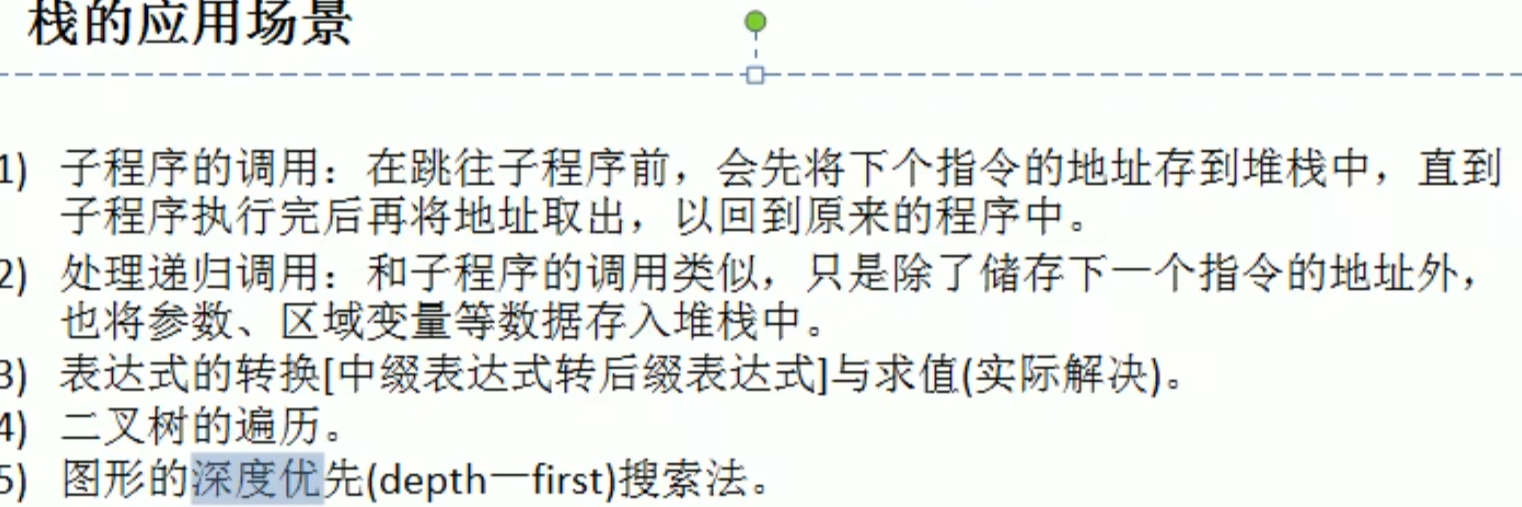 栈的应用场景
1) 子程序的调用：在跳往子程序前，会先将下个指令的地址存到堆栈中，直到
子程序执行完后再将地址取出，以回到原来的程序中。
2) 处理递归调用：和子程序的调用类似，只是除了储存下一个指令的地址外，
也将参数、区域变量等数据存入堆栈中。
3) 表达式的转换[中缀表达式转后缀表达式]与求值(实际解决)。
4) 二叉树的遍历。
5) 图形的深度优先(depth一first)搜索法。